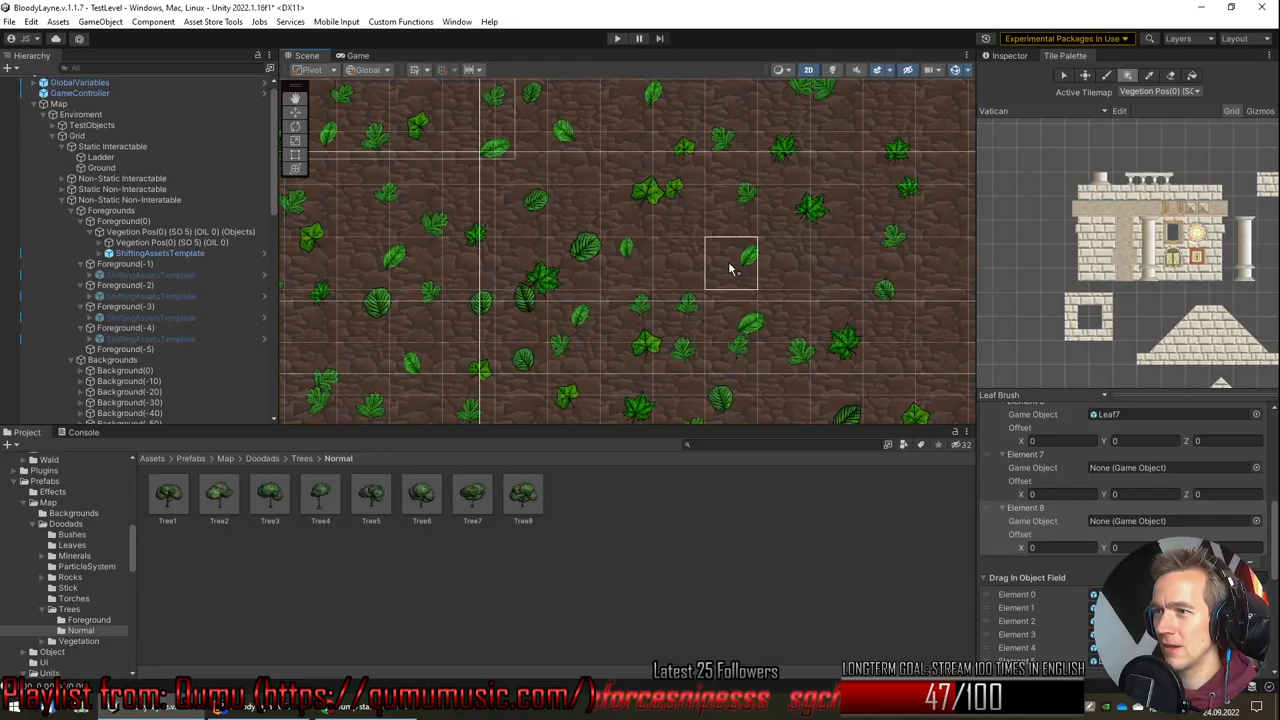 BloodyLayne.v.1.1.7 - TestLevel - Windows, Mac, Linux - Unity 2022.1.16f1* <DX11>
File Edit Assets GameObject Component Asset Store Tools Jobs Services Mobile Input Custom Functions Window Help
JS Experimental Packages In Use Layers Layout
Hierarchy Scene Game Inspector Tile Palette
All Pivot Global 2D
GlobalVariables
GameController
Map
Enviroment
TestObjects
Grid
Static Interactable
Ladder
Ground
Non-Static Interactable
Static Non-Interactable
Non-Static Non-Interatable
Foregrounds
Foreground(0)
Vegetion Pos(0) (SO 5) (OIL 0) (Objects)
Vegetion Pos(0) (SO 5) (OIL 0)
ShiftingAssetsTemplate
Foreground(-1)
ShiftingAssetsTemplate
Foreground(-2)
ShiftingAssetsTemplate
Foreground(-3)
ShiftingAssetsTemplate
Foreground(-4)
ShiftingAssetsTemplate
Foreground(-5)
Backgrounds
Background(0)
Background(-10)
Background(-20)
Background(-30)
Background(-40)
Active Tilemap Vegetion Pos(0) (SO
Vatican Edit Grid Gizmos
Leaf Brush
Game Object Leaf7
Offset
X 0 Y 0 Z 0
Element 7
Game Object None (Game Object)
Offset
X 0 Y 0 Z 0
Element 8
Game Object None (Game Object)
Offset
X 0 Y 0
Drag In Object Field
Element 0
Element 1
Element 2
Element 3
Element 4
Project Console
32
Wald
Plugins
Prefabs
Effects
Map
Backgrounds
Doodads
Bushes
Leaves
Minerals
ParticleSystem
Rocks
Stick
Torches
Trees
Foreground
Normal
Vegetation
Object
UI
Units
Assets Prefabs Map Doodads Trees Normal
Tree1 Tree2 Tree3 Tree4 Tree5 Tree6 Tree7 Tree8
Latest 25 Followers
LONGTERM GOAL: STREAM 100 TIMES IN ENGLISH
Playlist from: Qumu (https://qumumusic.com/)
47/100
24.09.2022